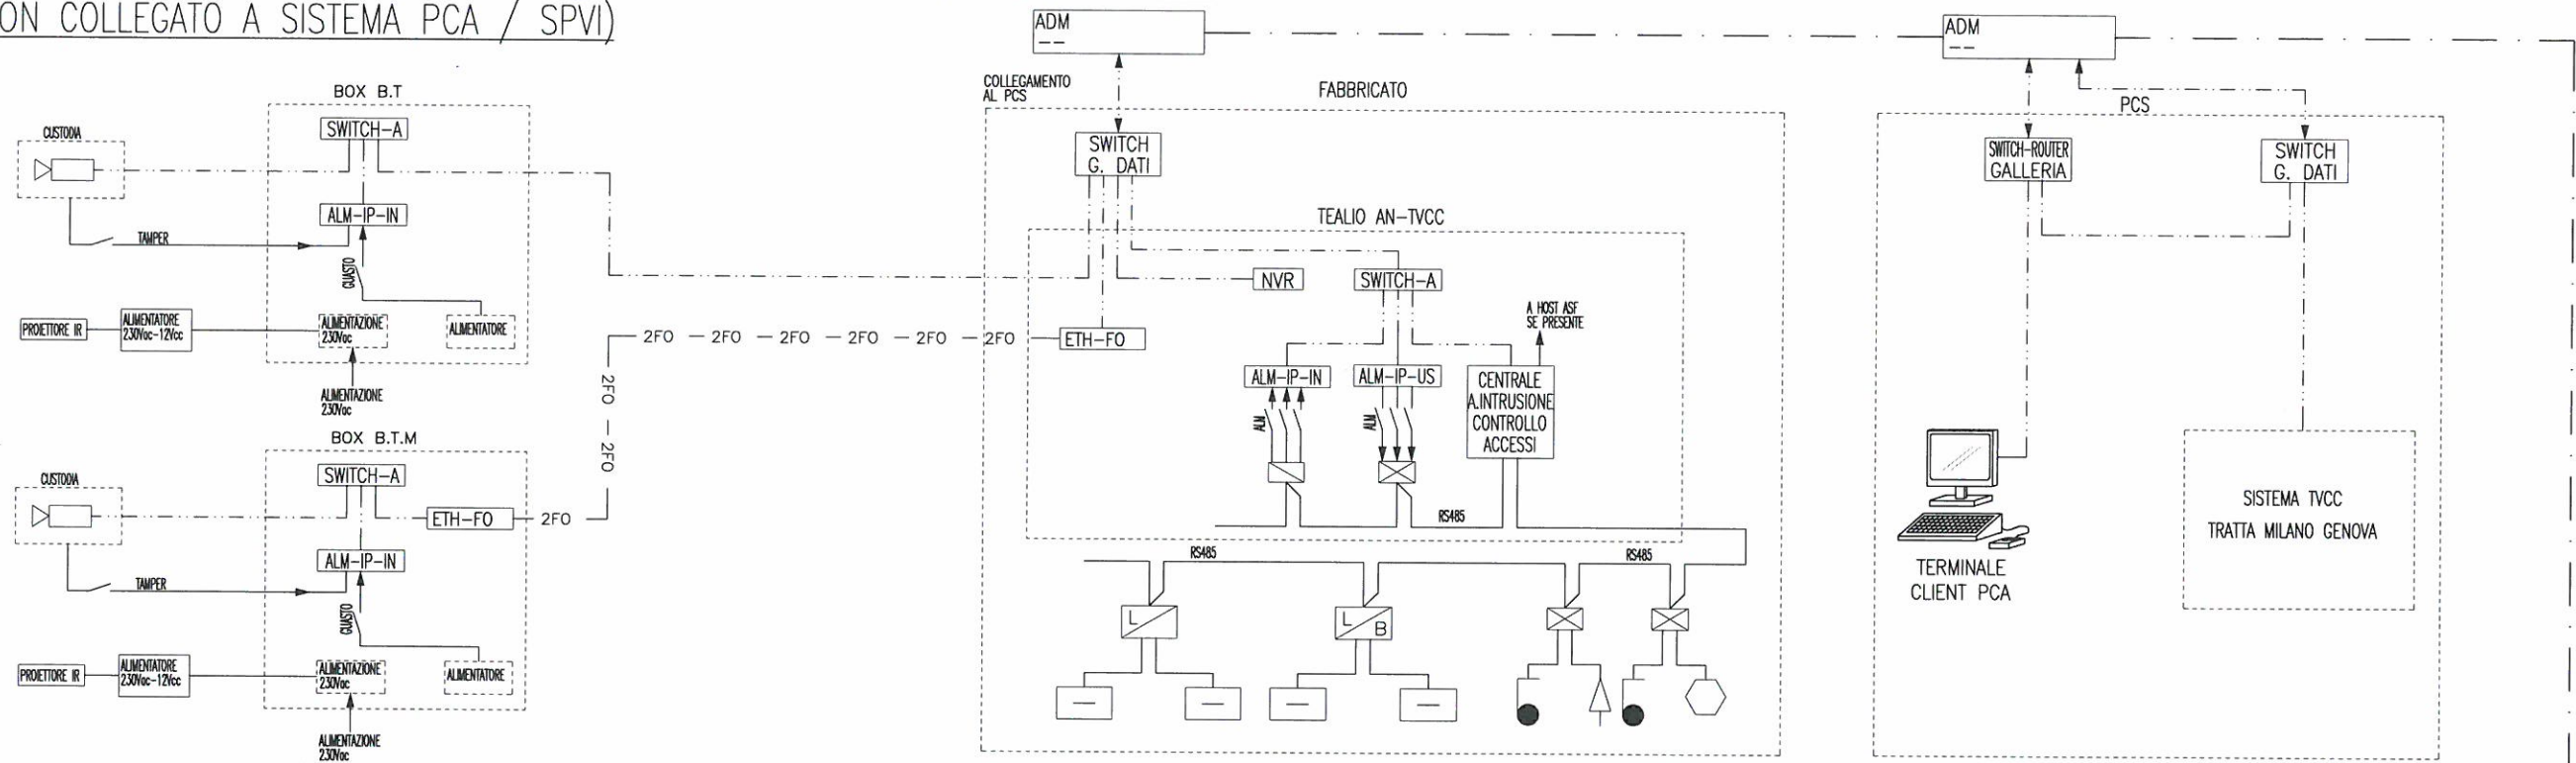 ON COLLEGATO A SISTEMA PCA / SPVI)
BOX B.T
CUSTODIA
SWITCH-A
ALM-IP-IN
TAMPER
GUASTO
PROIETTORE IR
ALIMENTATORE
230Vac-12Vcc
ALIMENTAZIONE
230Vac
ALIMENTATORE
ALIMENTAZIONE
230Vac
BOX B.T.M
CUSTODIA
SWITCH-A
ETH-FO
2FO
ALM-IP-IN
TAMPER
GUASTO
PROIETTORE IR
ALIMENTATORE
230Vac-12Vcc
ALIMENTAZIONE
230Vac
ALIMENTATORE
ALIMENTAZIONE
230Vac
2FO — 2FO
2FO — 2FO — 2FO — 2FO — 2FO — 2FO
ADM
--
COLLEGAMENTO
AL PCS
FABBRICATO
SWITCH
G. DATI
TEALIO AN-TVCC
NVR
SWITCH-A
ETH-FO
A HOST ASF
SE PRESENTE
ALM-IP-IN
ALM-IP-US
CENTRALE
A.INTRUSIONE
CONTROLLO
ACCESSI
ALM
ALM
RS485
RS485
RS485
L
L
B
ADM
--
PCS
SWITCH-ROUTER
GALLERIA
SWITCH
G. DATI
TERMINALE
CLIENT PCA
SISTEMA TVCC
TRATTA MILANO GENOVA